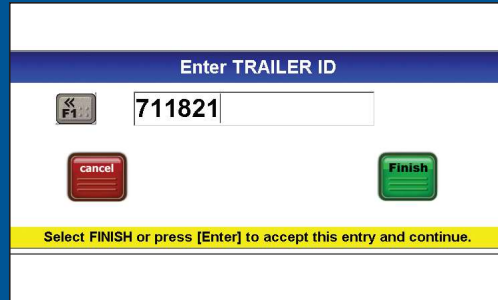 Enter TRAILER ID
«
F1
711821
cancel
Finish
Select FINISH or press [Enter] to accept this entry and continue.